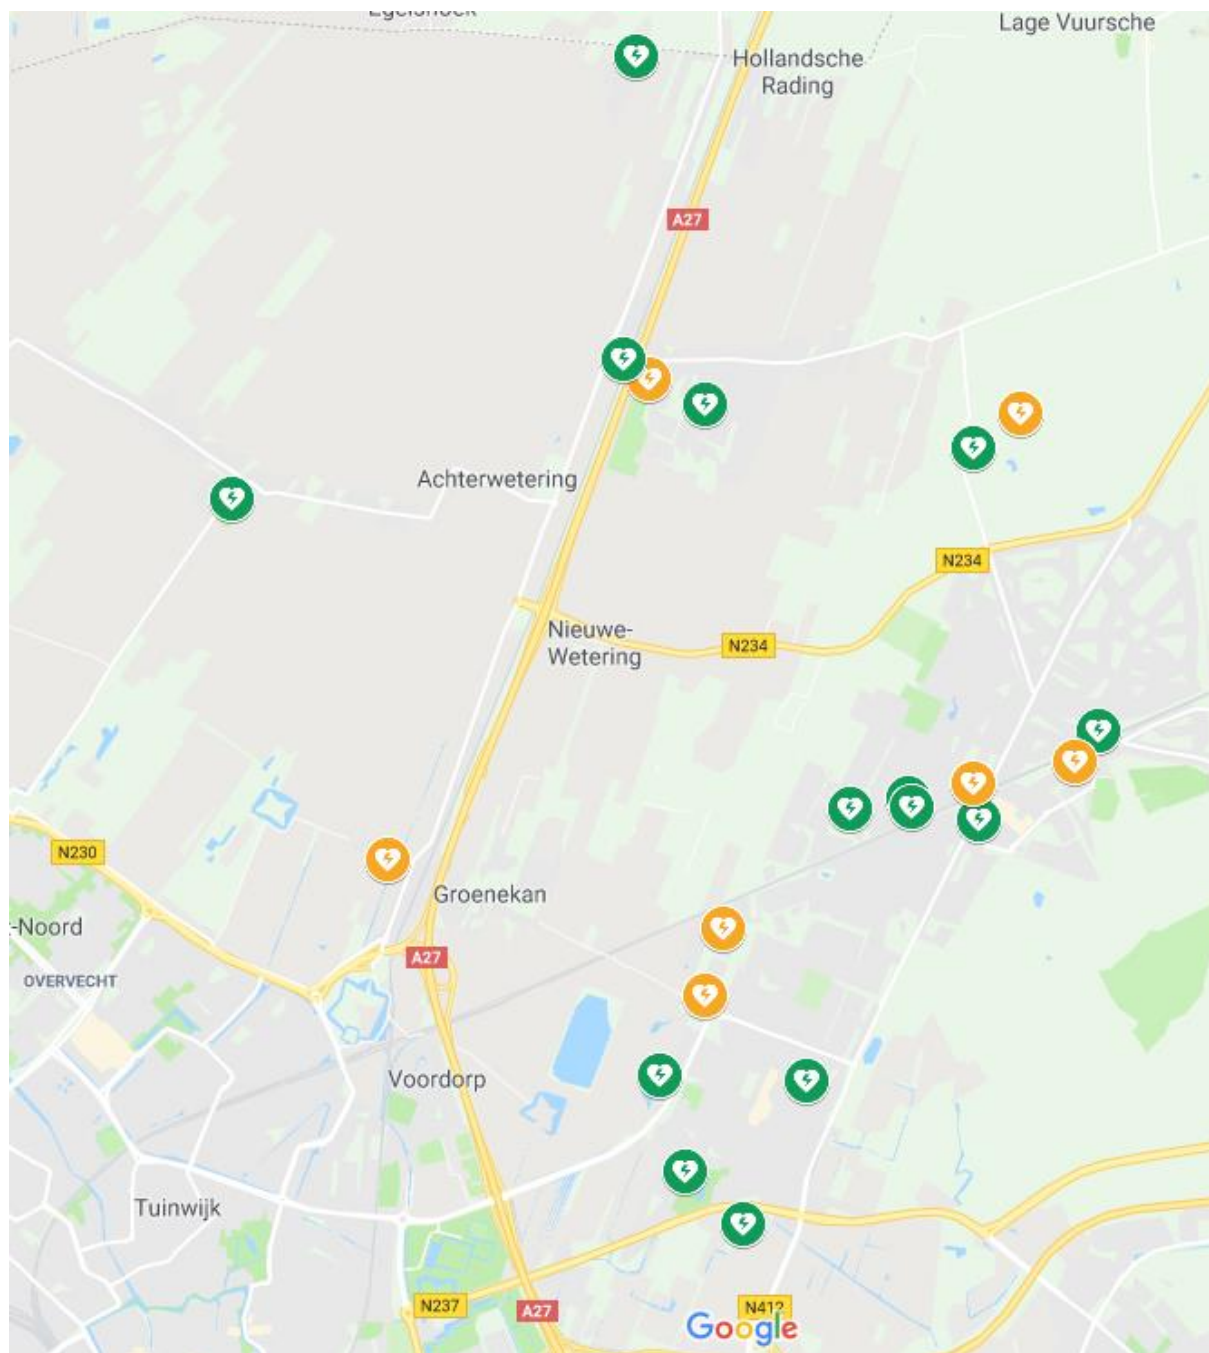 Lage Vuursche
Hollandsche
Rading
A27
Achterwetering
N234
Nieuwe-
Wetering
N234
N230
Groenekan
-Noord
A27
OVERVECHT
Voordorp
Tuinwijk
N237
A27
N412
Google